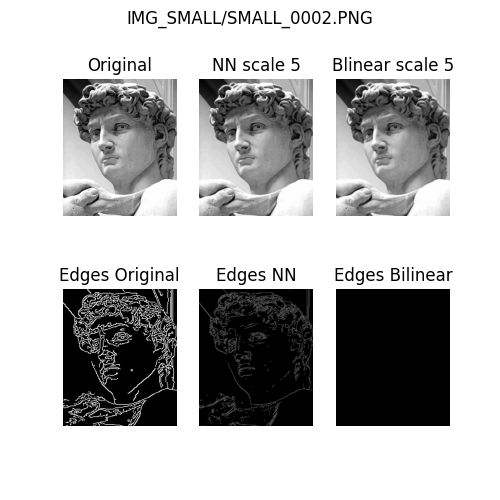 IMG_SMALL/SMALL_0002.PNG
Original
NN scale 5
Blinear scale 5
Edges Original
Edges NN
Edges Bilinear